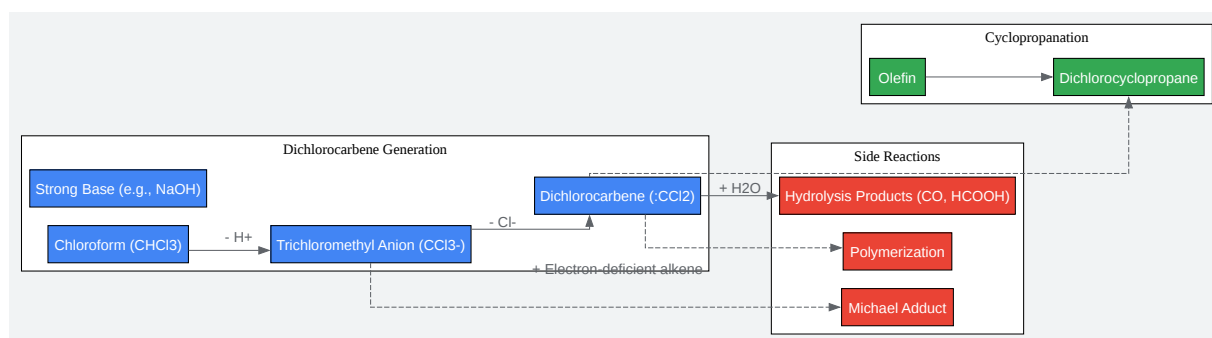 Cyclopropanation
Olefin
Dichlorocyclopropane
Dichlorocarbene Generation
Strong Base (e.g., NaOH)
Chloroform (CHCl3)
- H+
Trichloromethyl Anion (CCl3-)
- Cl-
Dichlorocarbene (:CCl2)
+ H2O
+ Electron-deficient alkene
Side Reactions
Hydrolysis Products (CO, HCOOH)
Polymerization
Michael Adduct